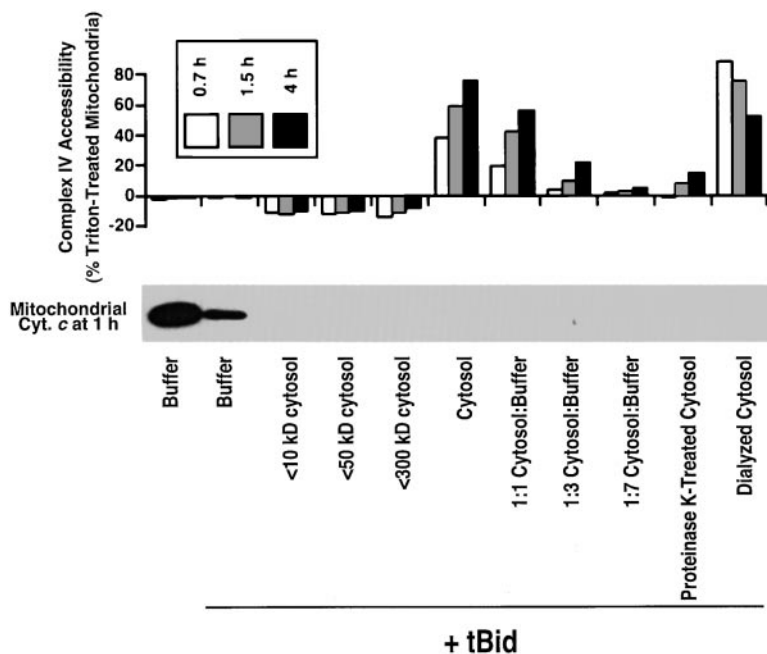 Complex IV Accessibility
(% Triton-Treated Mitochondria)
80
60
40
20
0
-20
0.7 h
1.5 h
4 h
Mitochondrial
Cyt. c at 1 h
Buffer
Buffer
<10 kD cytosol
<50 kD cytosol
<300 kD cytosol
Cytosol
1:1 Cytosol:Buffer
1:3 Cytosol:Buffer
1:7 Cytosol:Buffer
Proteinase K-Treated Cytosol
Dialyzed Cytosol
+ tBid